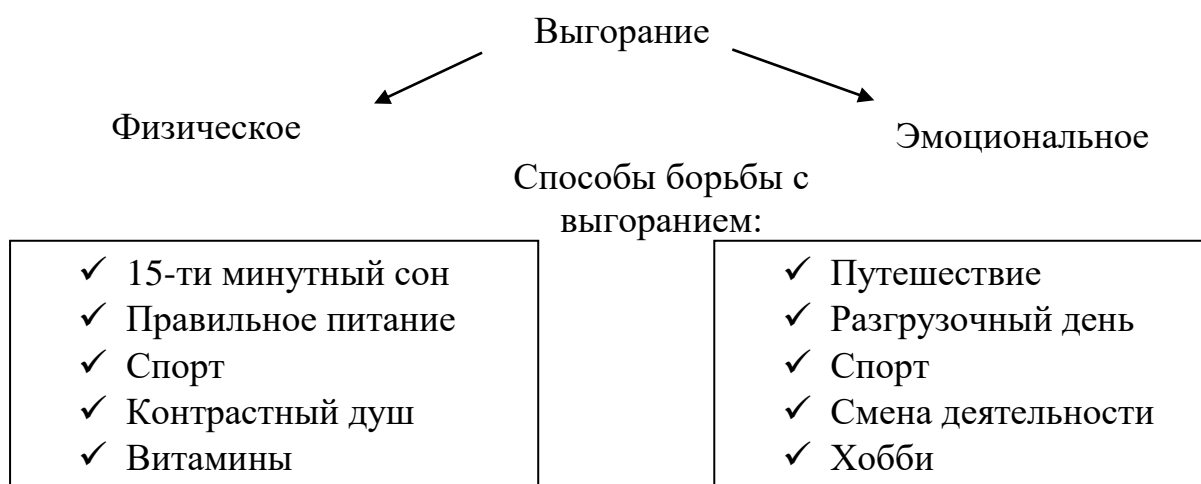 Выгорание
Физическое
Эмоциональное
Способы борьбы с
выгоранием:
✓ 15-ти минутный сон
✓ Правильное питание
✓ Спорт
✓ Контрастный душ
✓ Витамины
✓ Путешествие
✓ Разгрузочный день
✓ Спорт
✓ Смена деятельности
✓ Хобби